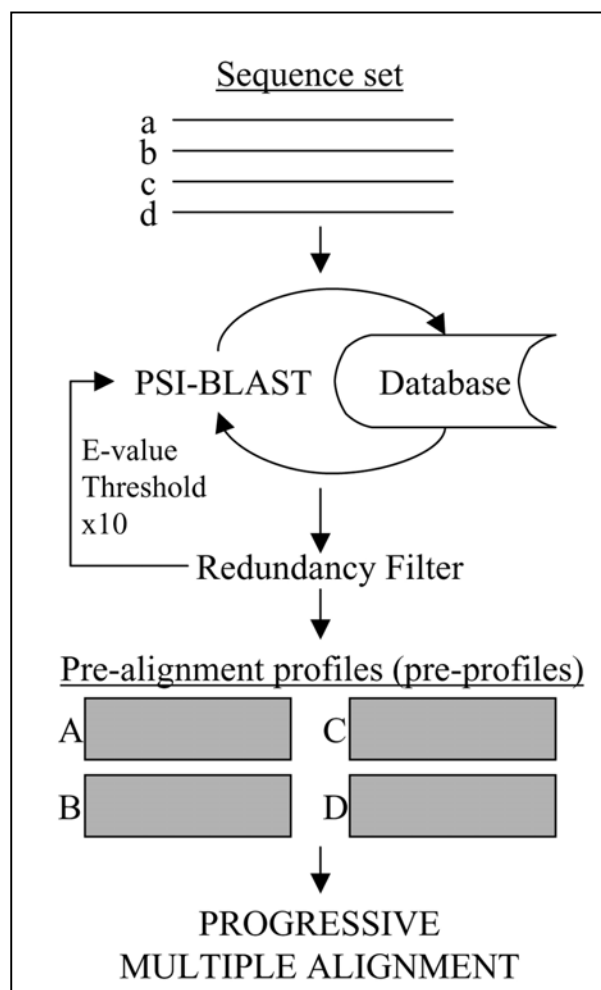 Sequence set
a
b
c
d
PSI-BLAST
Database
E-value
Threshold
x10
Redundancy Filter
Pre-alignment profiles (pre-profiles)
A
C
B
D
PROGRESSIVE
MULTIPLE ALIGNMENT